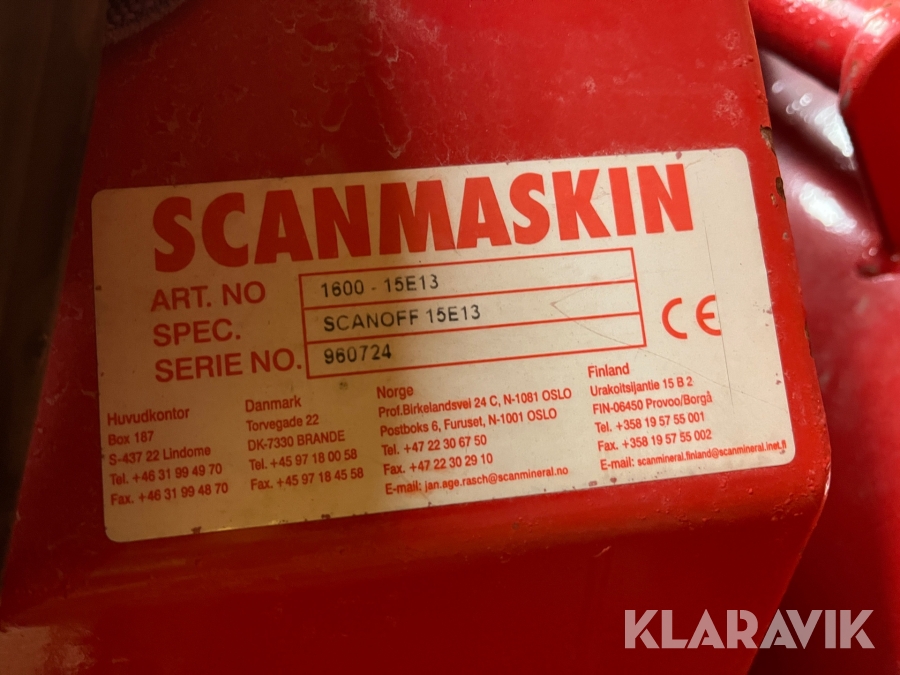 SCANMASKIN
ART. NO 1600 - 15E13
SPEC. SCANOFF 15E13
SERIE NO. 960724
CE
Huvudkontor
Box 187
S-437 22 Lindome
Tel. +46 31 99 49 70
Fax. +46 31 99 48 70
Danmark
Torvegade 22
DK-7330 BRANDE
Tel. +45 97 18 00 58
Fax. +45 97 18 45 58
Norge
Prof.Birkelandsvei 24 C, N-1081 OSLO
Postboks 6, Furuset, N-1001 OSLO
Tel. +47 22 30 67 50
Fax. +47 22 30 29 10
E-mail: jan.age.rasch@scanmineral.no
Finland
Urakoitsijantie 15 B 2
FIN-06450 Provoo/Borgå
Tel. +358 19 57 55 001
Fax. +358 19 57 55 002
E-mail: scanmineral.finland@scanmineral.inet.fi
KLARAVIK